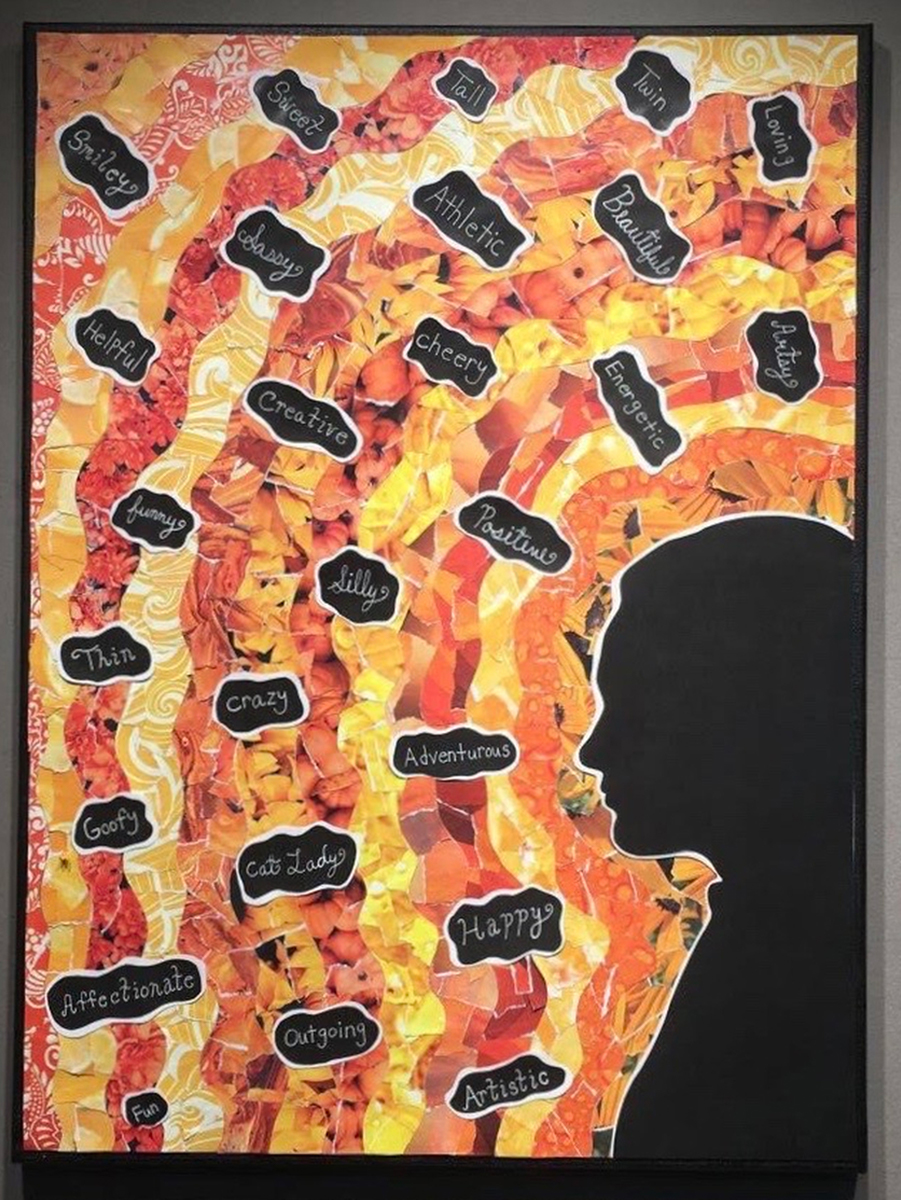 Sweet
Tall
Twin
Loving
Smiley
Athletic
Beautiful
Sassy
Helpful
cheery
Artsy
Creative
Energetic
funny
Positive
Silly
Thin
crazy
Adventurous
Goofy
Cat Lady
Happy
Affectionate
Outgoing
Artistic
Fun